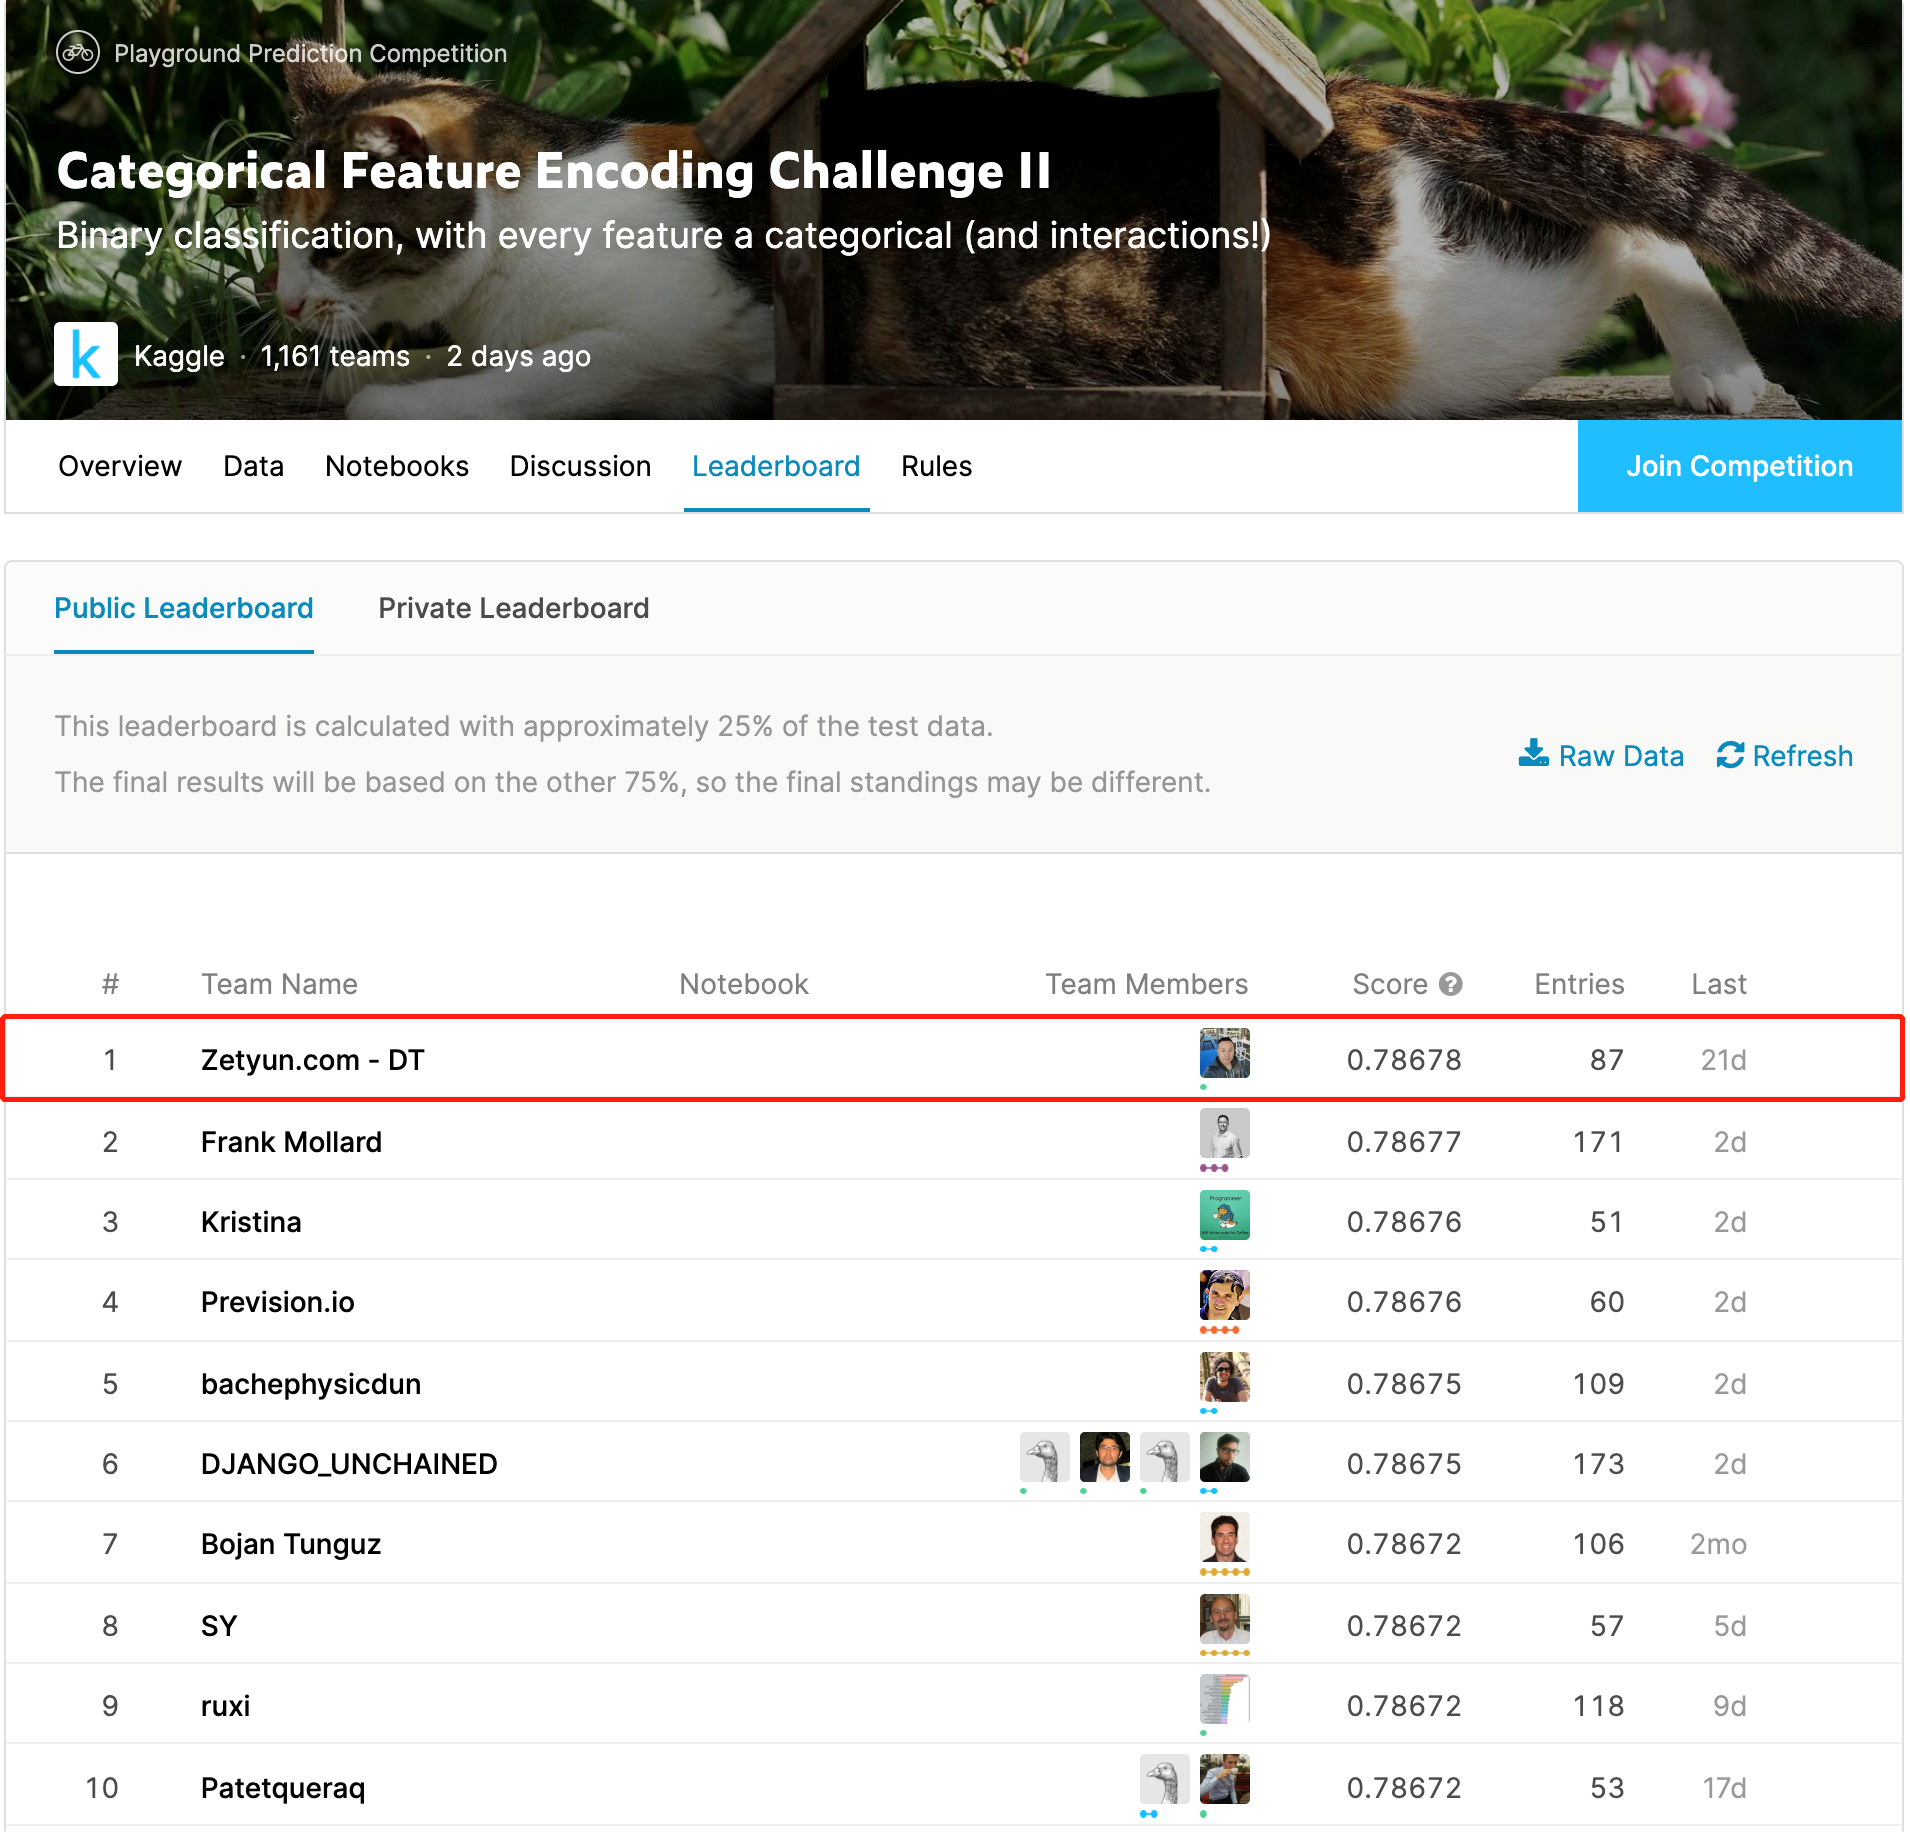 Playground Prediction Competition
Categorical Feature Encoding Challenge II
Binary classification, with every feature a categorical (and interactions!)
k Kaggle · 1,161 teams · 2 days ago
Overview Data Notebooks Discussion Leaderboard Rules Join Competition
Public Leaderboard Private Leaderboard
This leaderboard is calculated with approximately 25% of the test data.
The final results will be based on the other 75%, so the final standings may be different.
Raw Data Refresh
# Team Name Notebook Team Members Score ? Entries Last
1 Zetyun.com - DT 0.78678 87 21d
2 Frank Mollard 0.78677 171 2d
Programmer
3 Kristina 0.78676 51 2d
4 Prevision.io 0.78676 60 2d
5 bachephysicdun 0.78675 109 2d
6 DJANGO_UNCHAINED 0.78675 173 2d
7 Bojan Tunguz 0.78672 106 2mo
8 SY 0.78672 57 5d
9 ruxi 0.78672 118 9d
10 Patetqueraq 0.78672 53 17d